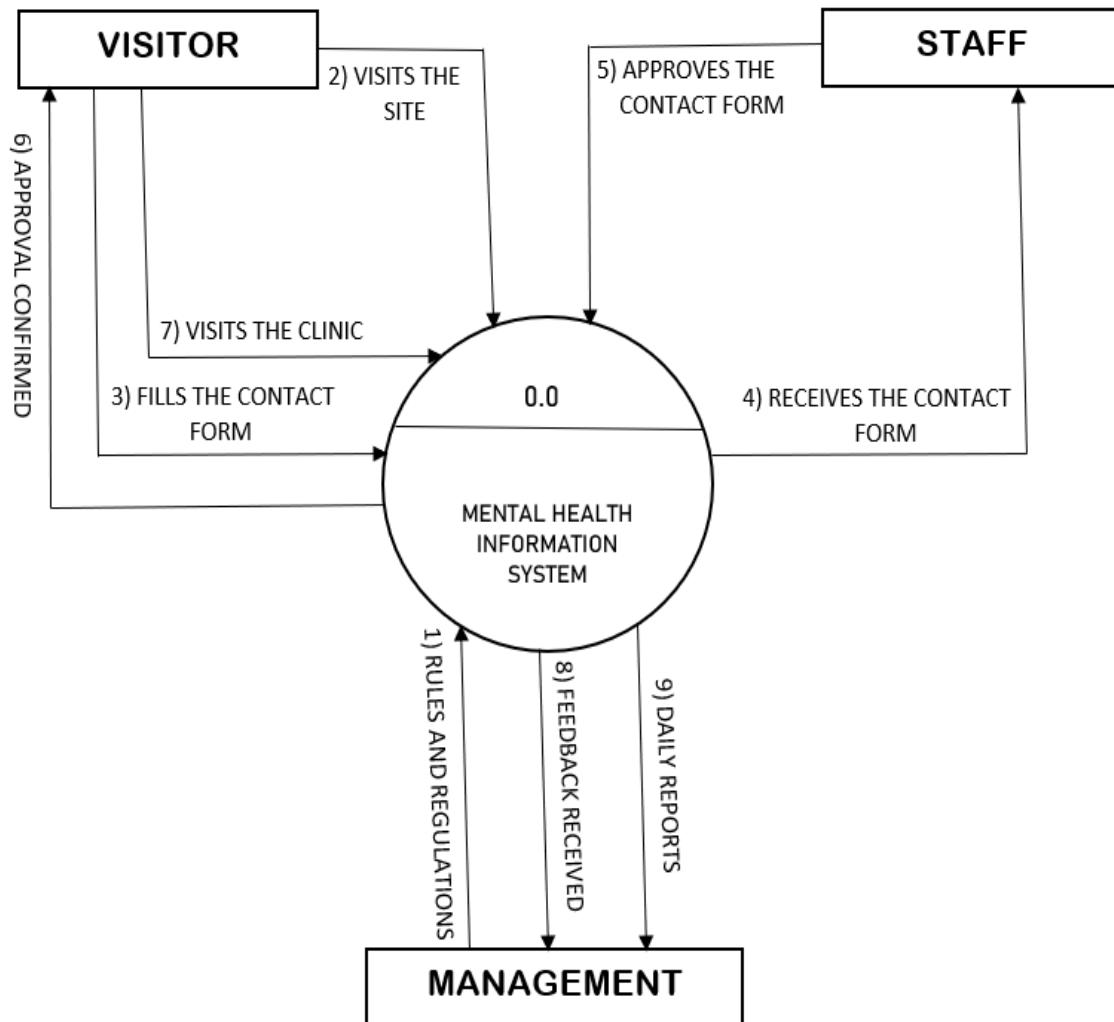 VISITOR
STAFF
2) VISITS THE
SITE
5) APPROVES THE
CONTACT FORM
6) APPROVAL CONFIRMED
7) VISITS THE CLINIC
3) FILLS THE CONTACT
FORM
0.0
4) RECEIVES THE CONTACT
FORM
MENTAL HEALTH
INFORMATION
SYSTEM
1) RULES AND REGULATIONS
8) FEEDBACK RECEIVED
9) DAILY REPORTS
MANAGEMENT